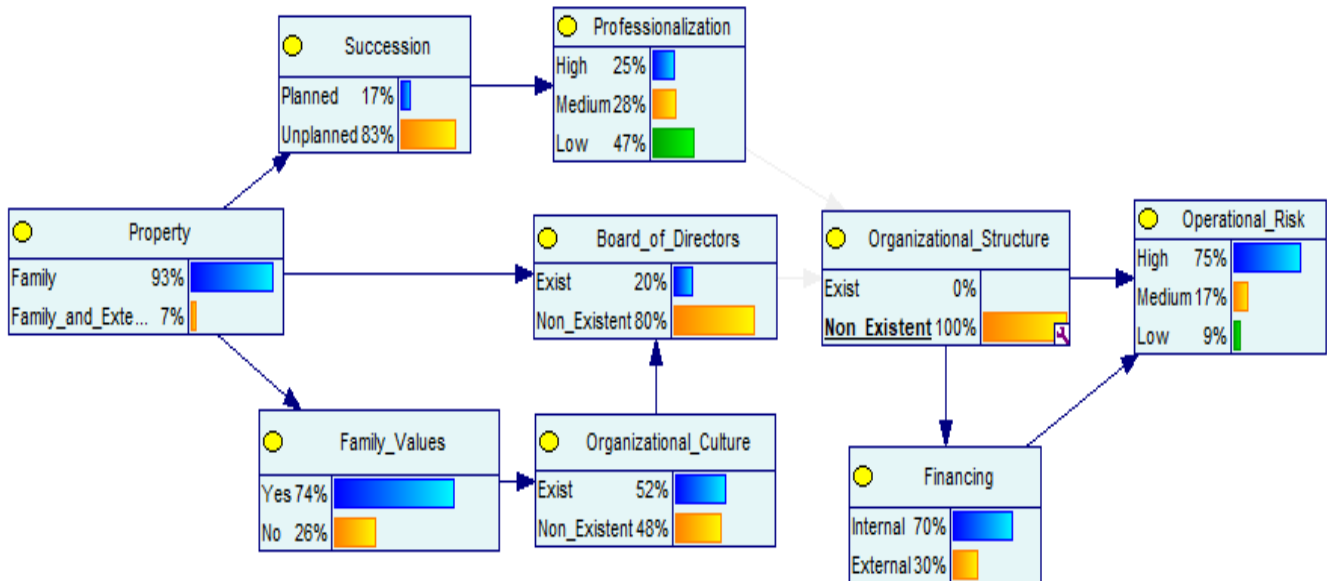 Succession
Planned 17%
Unplanned 83%
Professionalization
High 25%
Medium 28%
Low 47%
Property
Family 93%
Family_and_Exte... 7%
Board_of_Directors
Exist 20%
Non_Existent 80%
Organizational_Structure
Exist 0%
Non_Existent 100%
Operational_Risk
High 75%
Medium 17%
Low 9%
Family_Values
Yes 74%
No 26%
Organizational_Culture
Exist 52%
Non_Existent 48%
Financing
Internal 70%
External 30%